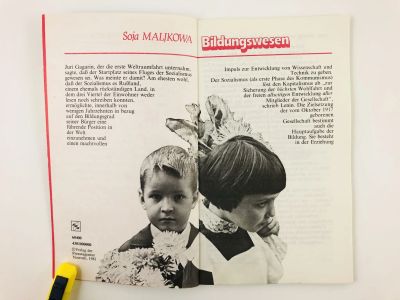 Soja MALIKOWA
Bildungswesen
Juri Gagarin, der die erste Weltraumfahrt unternahm,
sagte, daß der Startplatz seines Fluges der Sozialismus
gewesen sei. Was meinte er damit? Am ehesten wohl,
daß der Sozialismus es Rußland,
einem ehemals rückständigen Land, in
dem drei Viertel der Einwohner weder
lesen noch schreiben konnten,
ermöglichte, innerhalb von
wenigen Jahrzehnten in bezug
auf den Bildungsgrad
seiner Bürger eine
führende Position in
der Welt
einzunehmen und
einen machtvollen
Impuls zur Entwicklung von Wissenschaft und
Technik zu geben.
Der Sozialismus (als erste Phase des Kommunismus)
löst den Kapitalismus ab „zur
Sicherung der höchsten Wohlfahrt und
der freien allseitigen Entwicklung aller
Mitglieder der Gesellschaft",
schrieb Lenin. Die Zielsetzung
der vom Oktober 1917
geborenen
Gesellschaft bestimmt
auch die
Hauptaufgabe der
Bildung. Sie besteht
in der Erziehung
©Verlag der